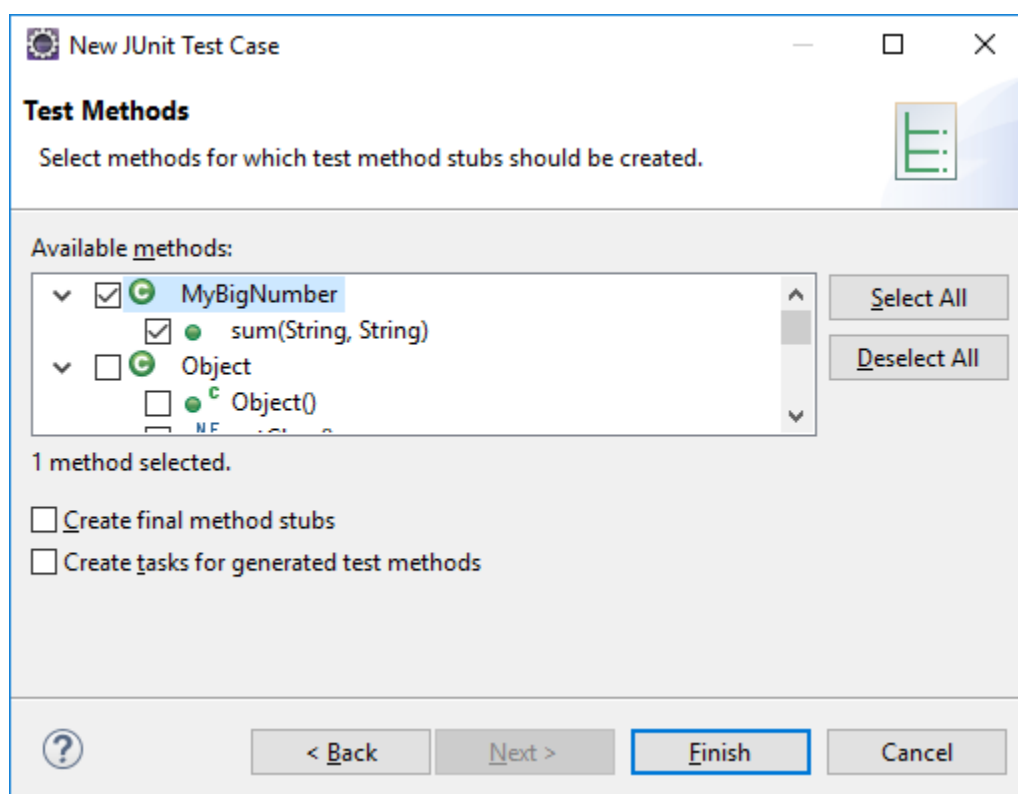 New JUnit Test Case
Test Methods
Select methods for which test method stubs should be created.
Available methods:
MyBigNumber
Select All
sum(String, String)
Object
Deselect All
C Object()
N F
1 method selected.
Create final method stubs
Create tasks for generated test methods
? < Back Next > Finish Cancel